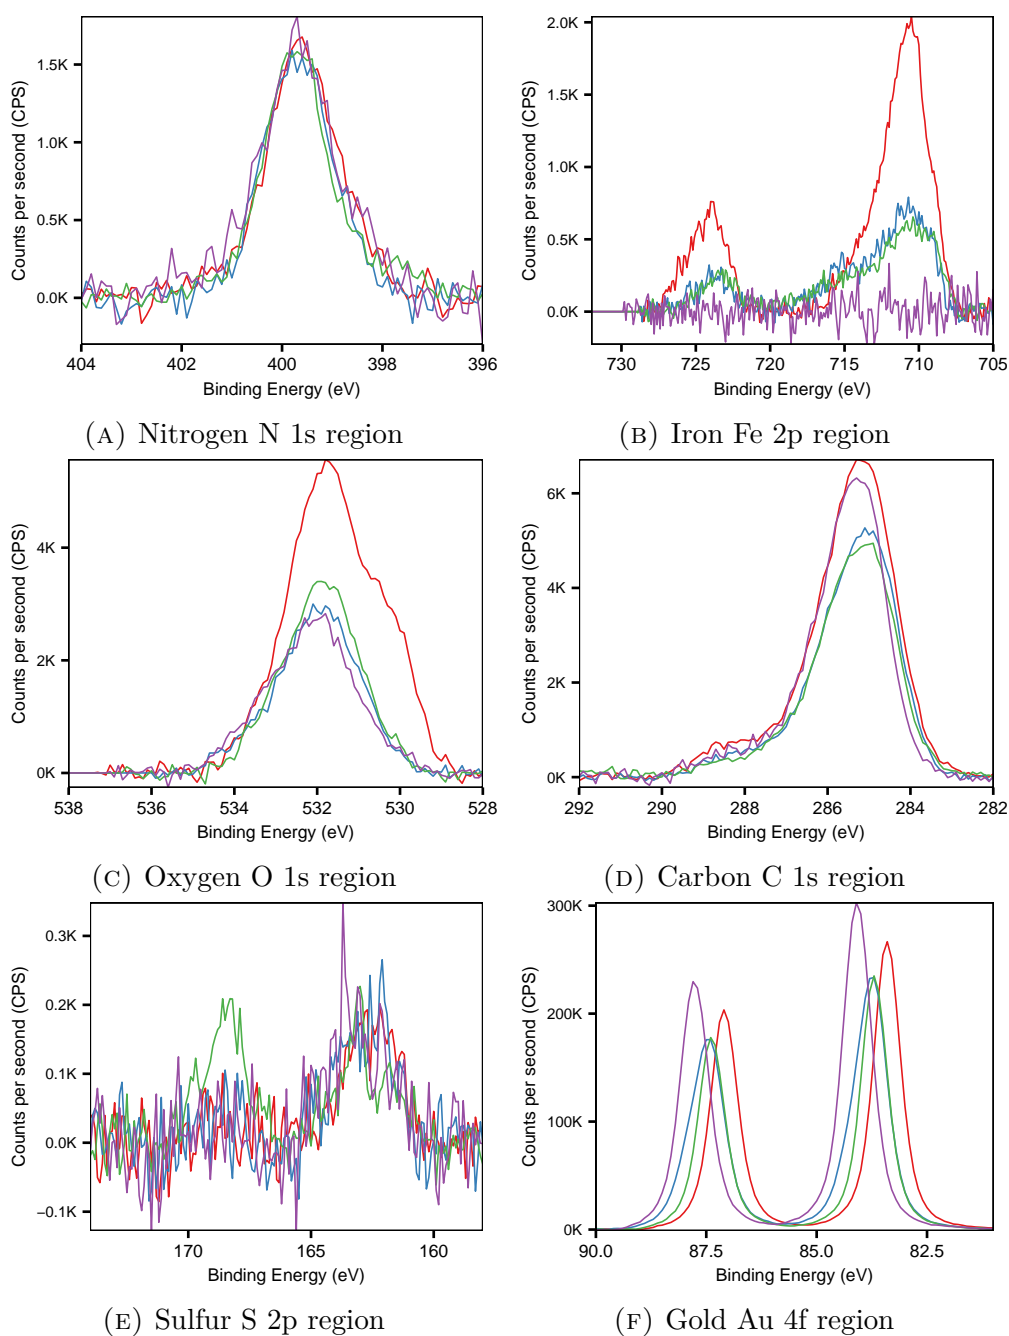 Counts per second (CPS)
1.5K
1.0K
0.5K
0.0K
404 402 400 398 396
Binding Energy (eV)
(A) Nitrogen N 1s region
Counts per second (CPS)
2.0K
1.5K
1.0K
0.5K
0.0K
730 725 720 715 710 705
Binding Energy (eV)
(B) Iron Fe 2p region
Counts per second (CPS)
4K
2K
0K
538 536 534 532 530 528
Binding Energy (eV)
(C) Oxygen O 1s region
Counts per second (CPS)
6K
4K
2K
0K
292 290 288 286 284 282
Binding Energy (eV)
(D) Carbon C 1s region
Counts per second (CPS)
0.3K
0.2K
0.1K
0.0K
−0.1K
170 165 160
Binding Energy (eV)
(E) Sulfur S 2p region
Counts per second (CPS)
300K
200K
100K
0K
90.0 87.5 85.0 82.5
Binding Energy (eV)
(F) Gold Au 4f region